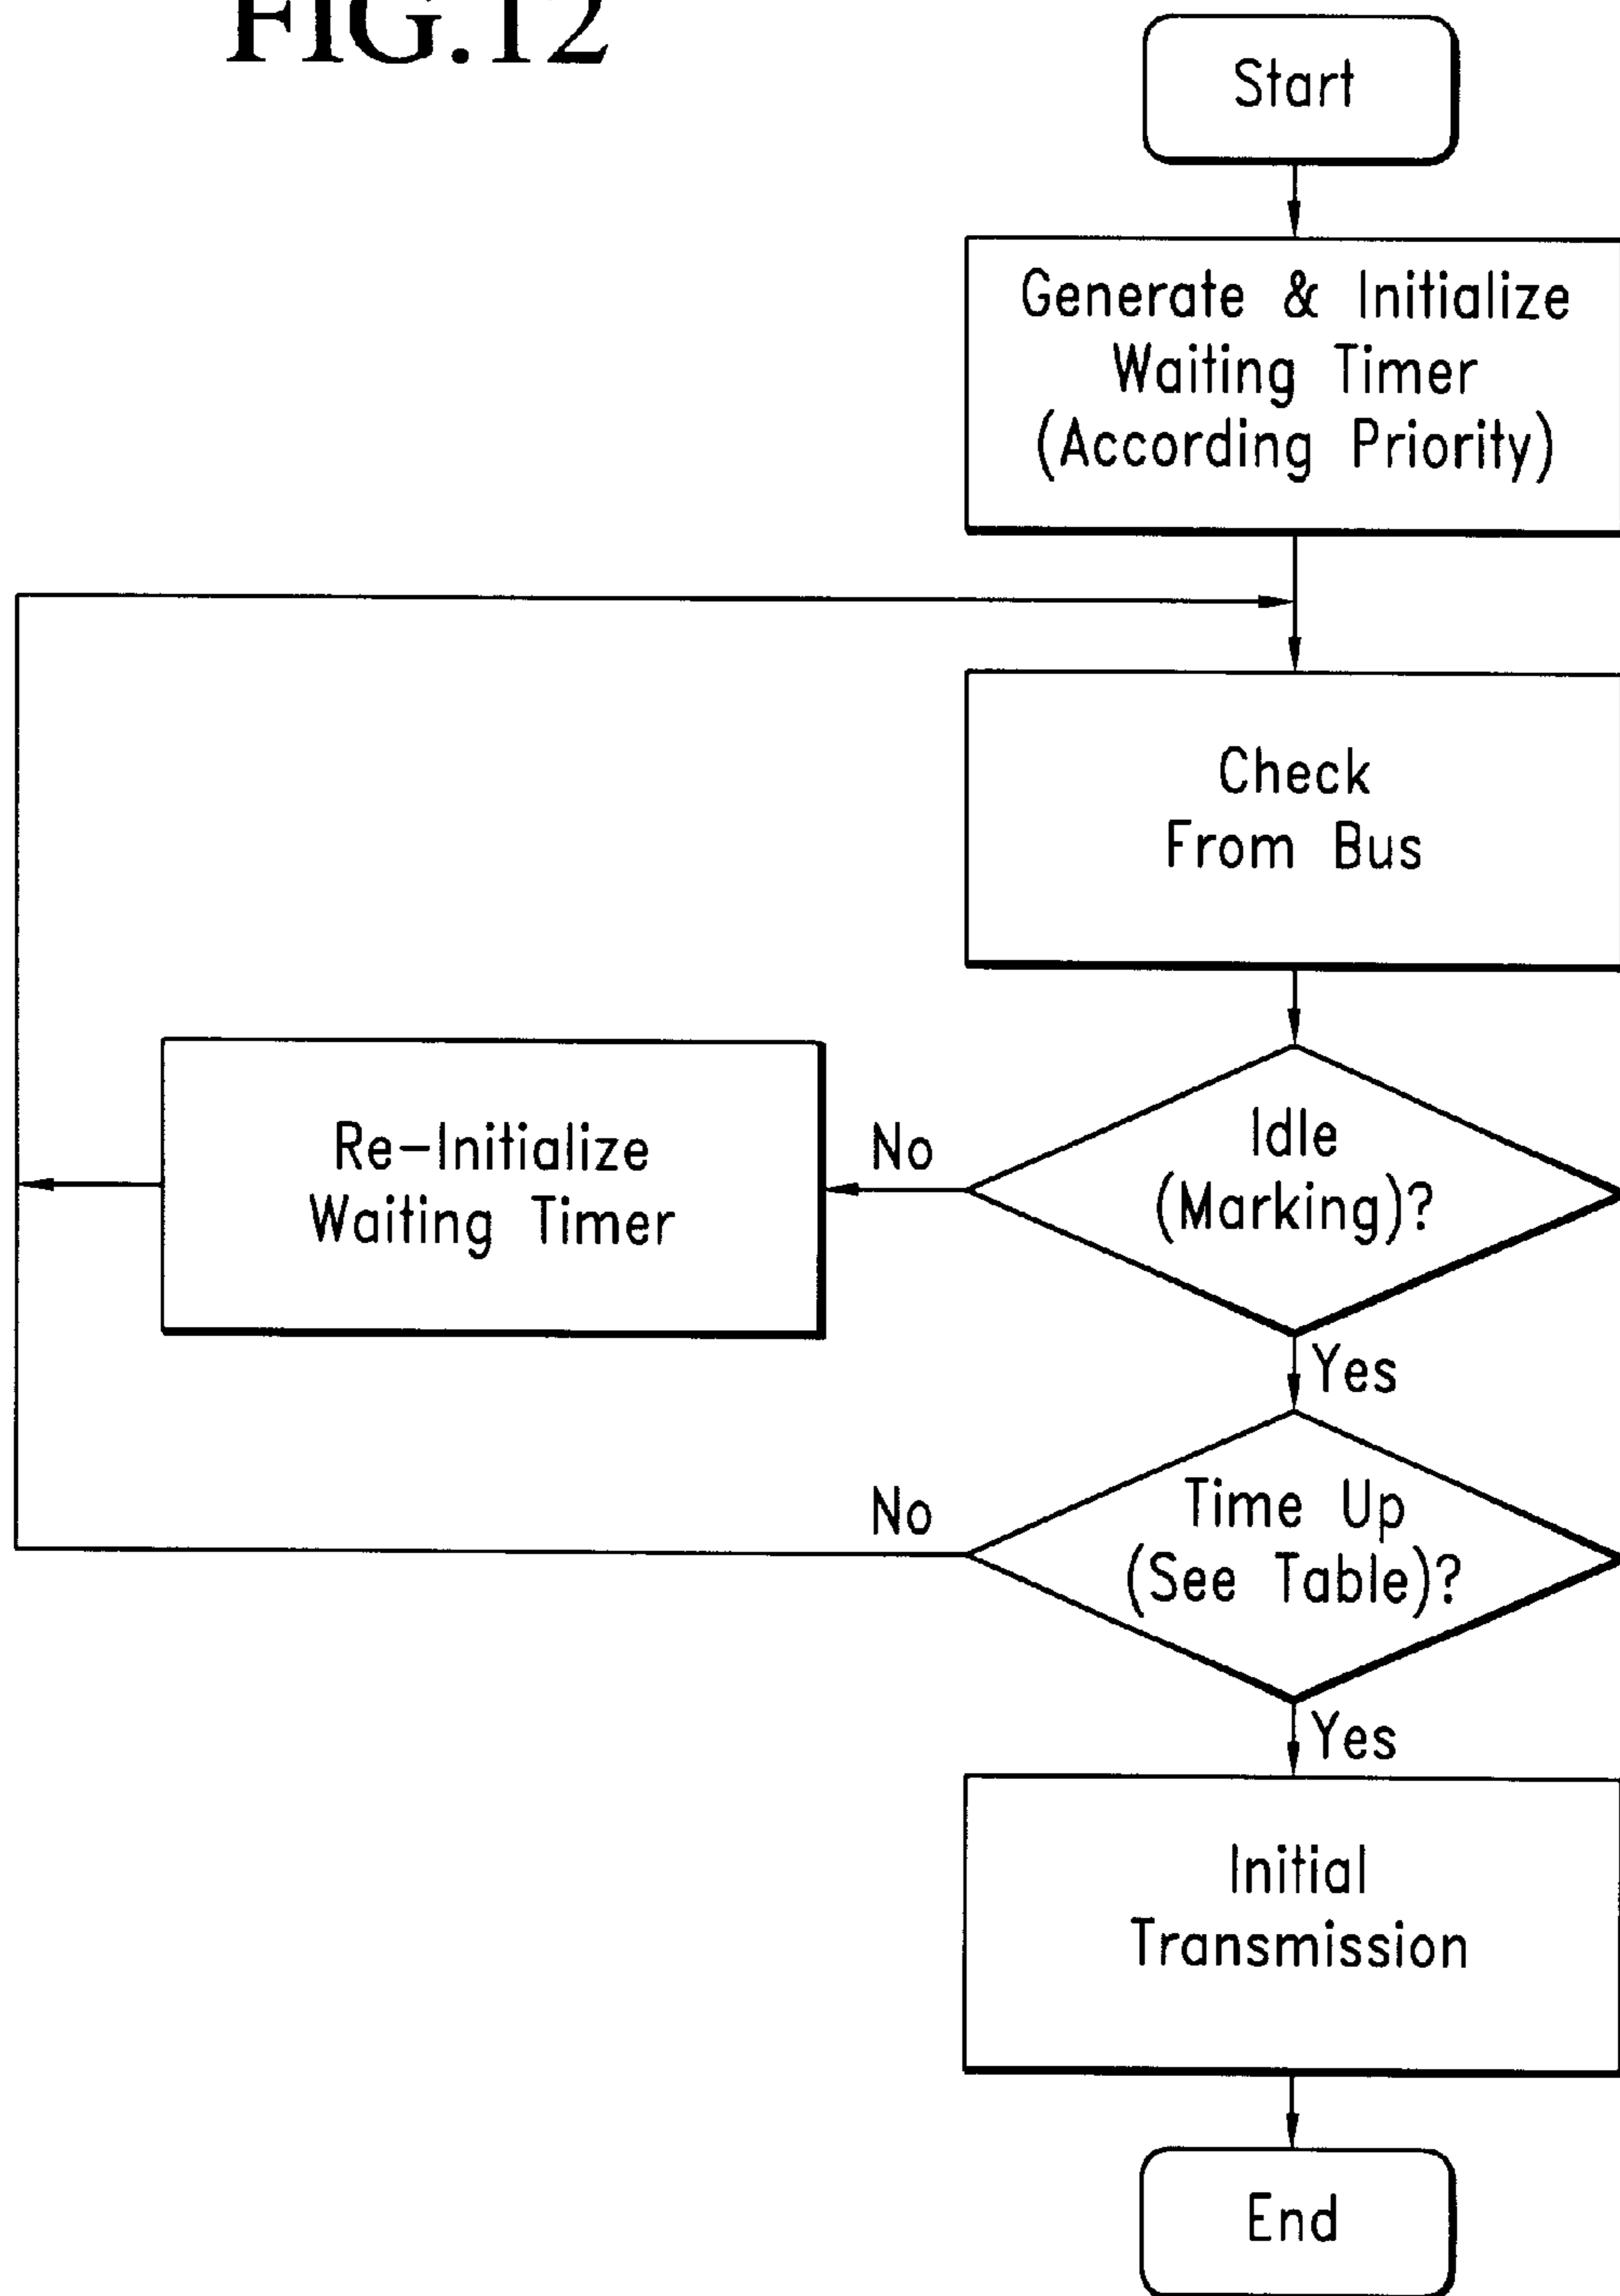 FIG.12
Start
Generate & Initialize
Waiting Timer
(According Priority)
Check
From Bus
Idle
(Marking)?
No
Re-Initialize
Waiting Timer
Yes
Time Up
(See Table)?
No
Yes
Initial
Transmission
End